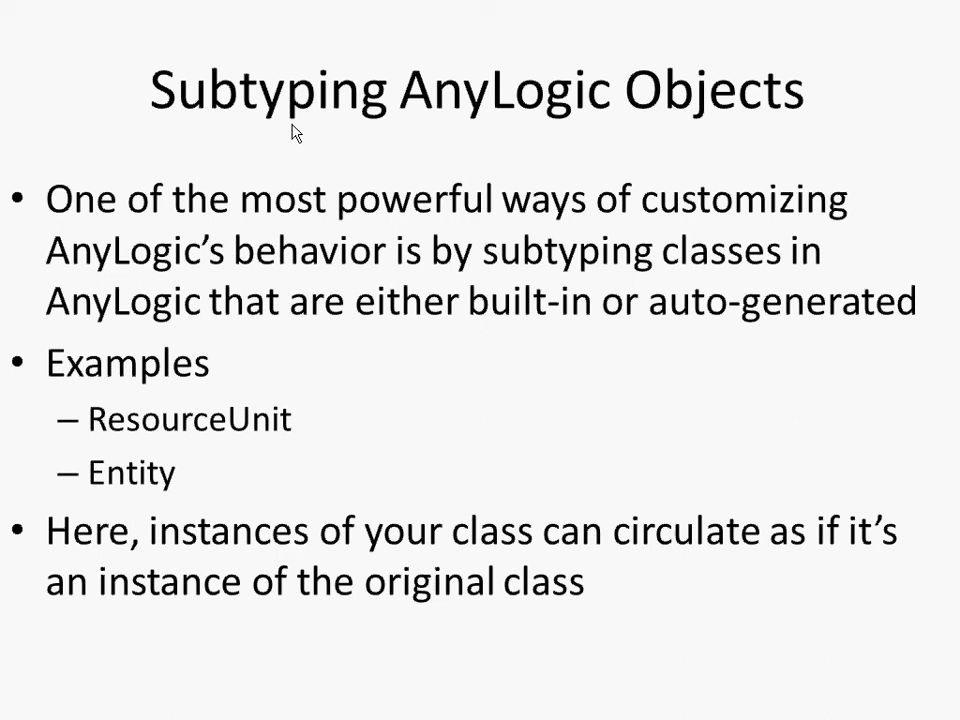 Subtyping AnyLogic Objects
• One of the most powerful ways of customizing
AnyLogic’s behavior is by subtyping classes in
AnyLogic that are either built-in or auto-generated
• Examples
– ResourceUnit
– Entity
• Here, instances of your class can circulate as if it’s
an instance of the original class